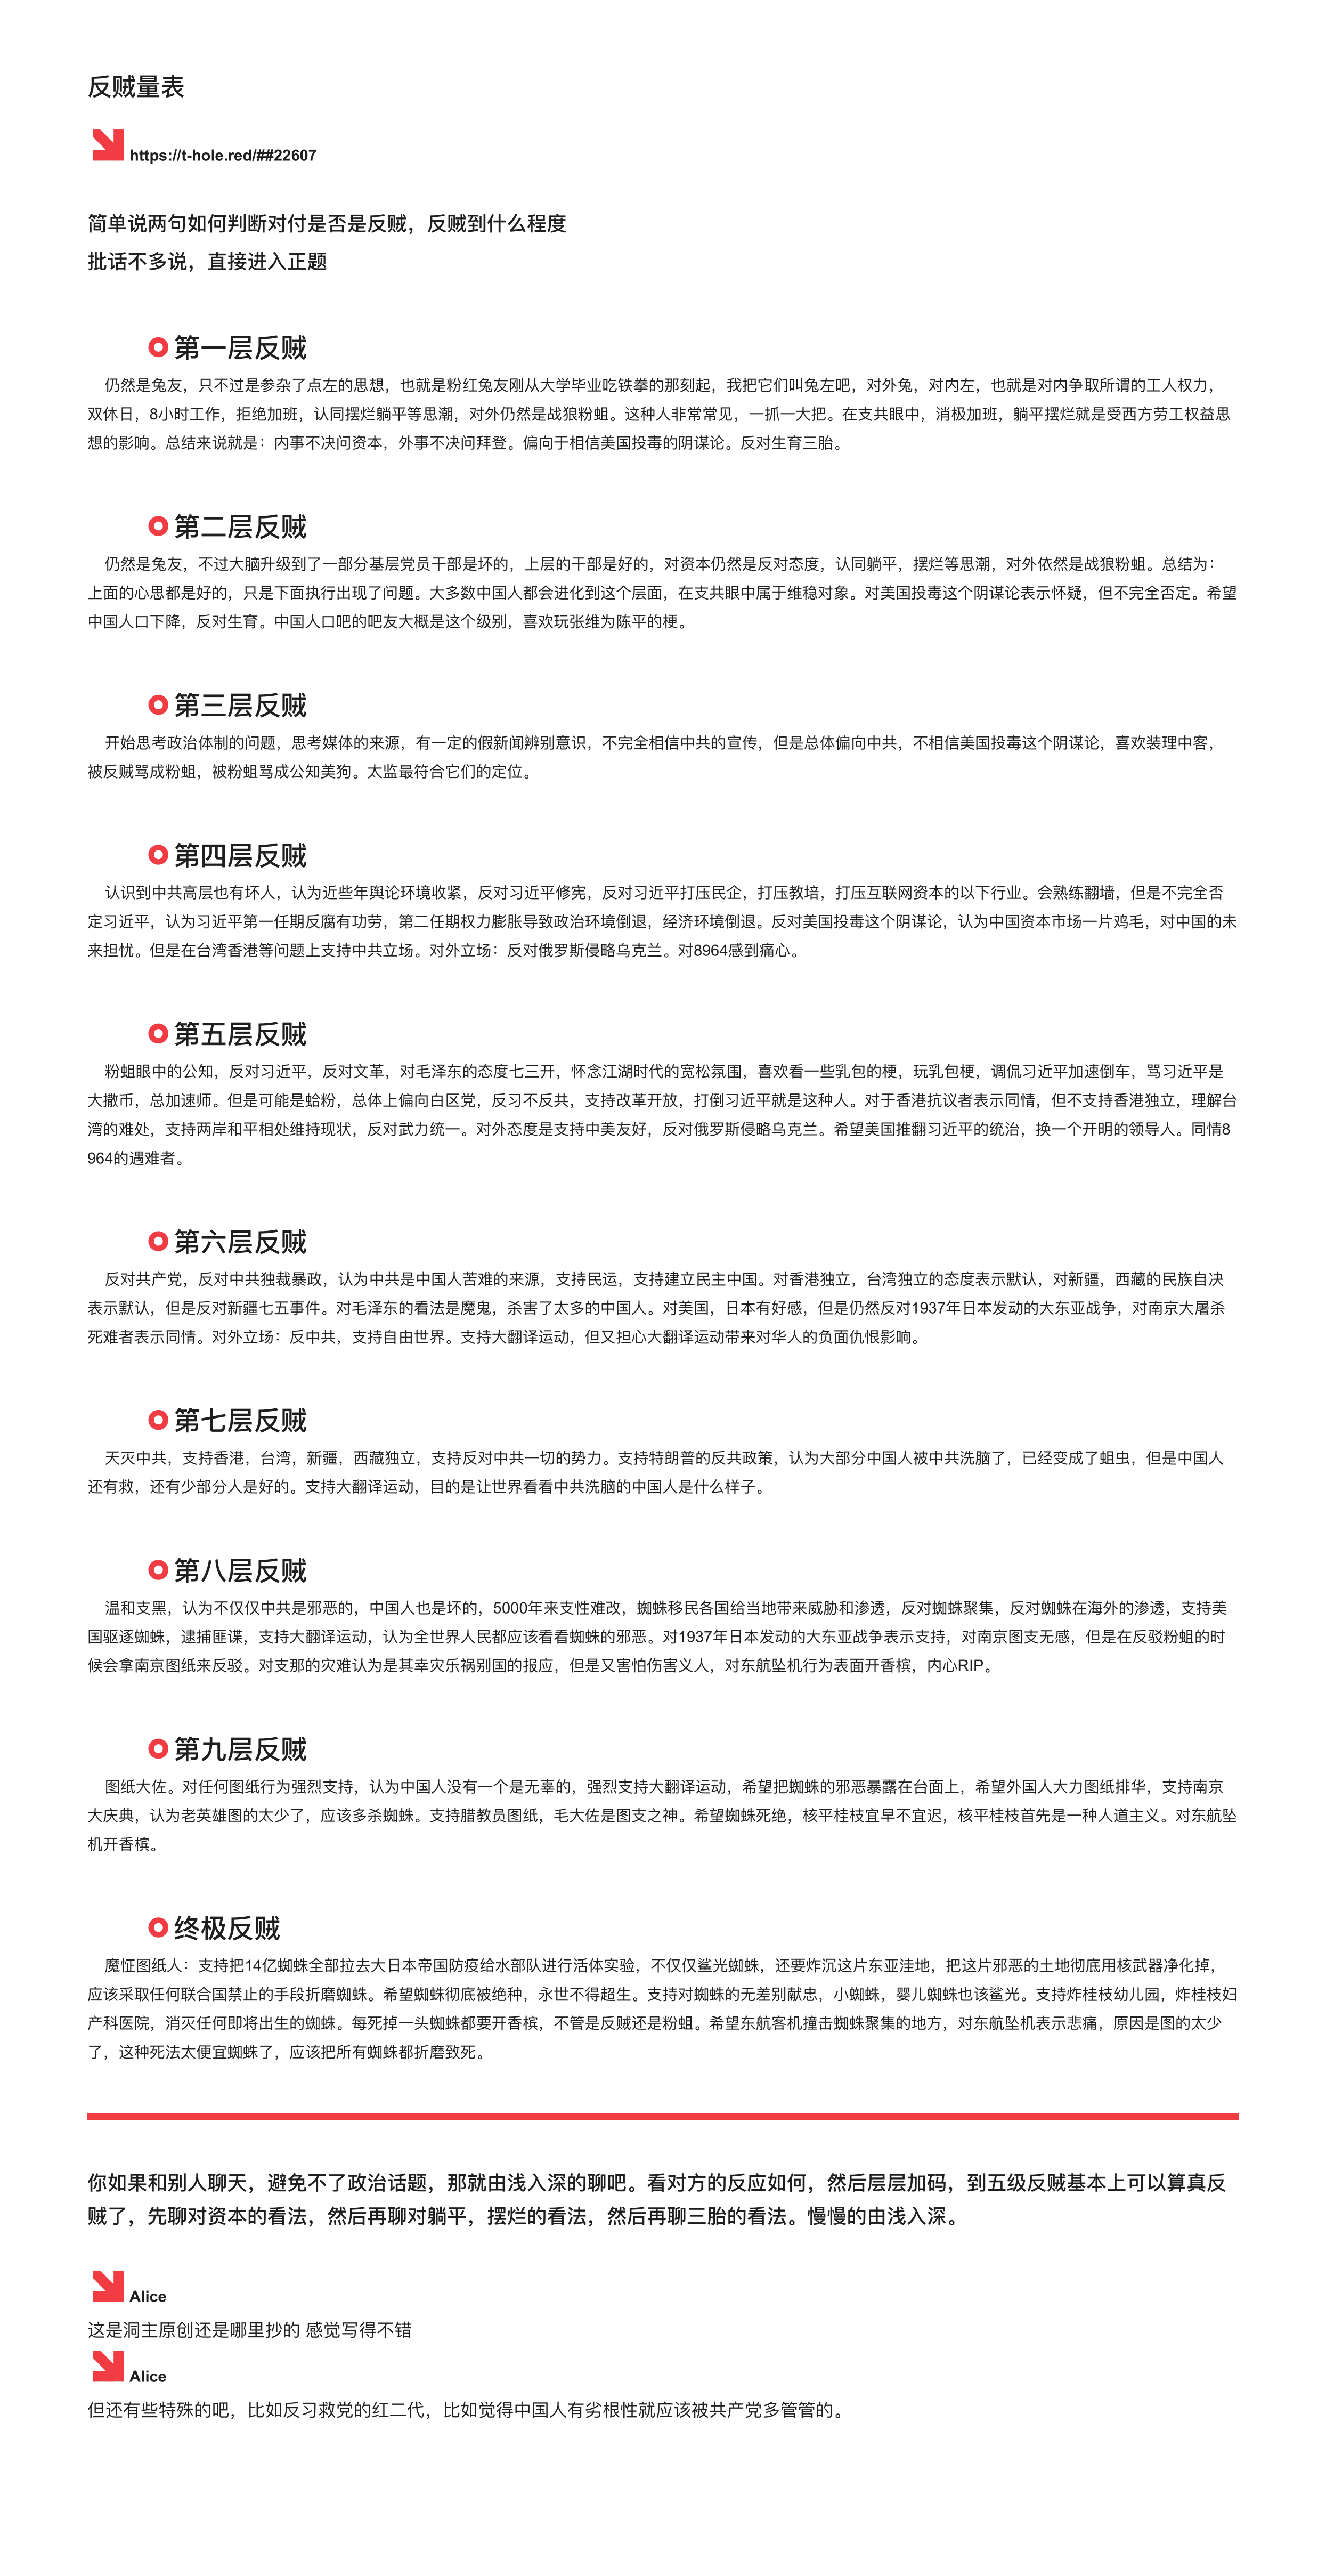 反贼量表
https://t-hole.red/##22607
简单说两句如何判断对付是否是反贼，反贼到什么程度
批话不多说，直接进入正题
第一层反贼
仍然是兔友，只不过是参杂了点左的思想，也就是粉红兔友刚从大学毕业吃铁拳的那刻起，我把它们叫兔左吧，对外兔，对内左，也就是对内争取所谓的工人权力，
双休日，8小时工作，拒绝加班，认同摆烂躺平等思潮，对外仍然是战狼粉蛆。这种人非常常见，一抓一大把。在支共眼中，消极加班，躺平摆烂就是受西方劳工权益思
想的影响。总结来说就是：内事不决问资本，外事不决问拜登。偏向于相信美国投毒的阴谋论。反对生育三胎。
第二层反贼
仍然是兔友，不过大脑升级到了一部分基层党员干部是坏的，上层的干部是好的，对资本仍然是反对态度，认同躺平，摆烂等思潮，对外依然是战狼粉蛆。总结为：
上面的心思都是好的，只是下面执行出现了问题。大多数中国人都会进化到这个层面，在支共眼中属于维稳对象。对美国投毒这个阴谋论表示怀疑，但不完全否定。希望
中国人口下降，反对生育。中国人口吧的吧友大概是这个级别，喜欢玩张维为陈平的梗。
第三层反贼
开始思考政治体制的问题，思考媒体的来源，有一定的假新闻辨别意识，不完全相信中共的宣传，但是总体偏向中共，不相信美国投毒这个阴谋论，喜欢装理中客，
被反贼骂成粉蛆，被粉蛆骂成公知美狗。太监最符合它们的定位。
第四层反贼
认识到中共高层也有坏人，认为近些年舆论环境收紧，反对习近平修宪，反对习近平打压民企，打压教培，打压互联网资本的以下行业。会熟练翻墙，但是不完全否
定习近平，认为习近平第一任期反腐有功劳，第二任期权力膨胀导致政治环境倒退，经济环境倒退。反对美国投毒这个阴谋论，认为中国资本市场一片鸡毛，对中国的未
来担忧。但是在台湾香港等问题上支持中共立场。对外立场：反对俄罗斯侵略乌克兰。对8964感到痛心。
第五层反贼
粉蛆眼中的公知，反对习近平，反对文革，对毛泽东的态度七三开，怀念江湖时代的宽松氛围，喜欢看一些乳包的梗，玩乳包梗，调侃习近平加速倒车，骂习近平是
大撒币，总加速师。但是可能是蛤粉，总体上偏向白区党，反习不反共，支持改革开放，打倒习近平就是这种人。对于香港抗议者表示同情，但不支持香港独立，理解台
湾的难处，支持两岸和平相处维持现状，反对武力统一。对外态度是支持中美友好，反对俄罗斯侵略乌克兰。希望美国推翻习近平的统治，换一个开明的领导人。同情8
964的遇难者。
第六层反贼
反对共产党，反对中共独裁暴政，认为中共是中国人苦难的来源，支持民运，支持建立民主中国。对香港独立，台湾独立的态度表示默认，对新疆，西藏的民族自决
表示默认，但是反对新疆七五事件。对毛泽东的看法是魔鬼，杀害了太多的中国人。对美国，日本有好感，但是仍然反对1937年日本发动的大东亚战争，对南京大屠杀
死难者表示同情。对外立场：反中共，支持自由世界。支持大翻译运动，但又担心大翻译运动带来对华人的负面仇恨影响。
第七层反贼
天灭中共，支持香港，台湾，新疆，西藏独立，支持反对中共一切的势力。支持特朗普的反共政策，认为大部分中国人被中共洗脑了，已经变成了蛆虫，但是中国人
还有救，还有少部分人是好的。支持大翻译运动，目的是让世界看看中共洗脑的中国人是什么样子。
第八层反贼
温和支黑，认为不仅仅中共是邪恶的，中国人也是坏的，5000年来支性难改，蜘蛛移民各国给当地带来威胁和渗透，反对蜘蛛聚集，反对蜘蛛在海外的渗透，支持美
国驱逐蜘蛛，逮捕匪谍，支持大翻译运动，认为全世界人民都应该看看蜘蛛的邪恶。对1937年日本发动的大东亚战争表示支持，对南京图支无感，但是在反驳粉蛆的时
候会拿南京图纸来反驳。对支那的灾难认为是其幸灾乐祸别国的报应，但是又害怕伤害义人，对东航坠机行为表面开香槟，内心RIP。
第九层反贼
图纸大佐。对任何图纸行为强烈支持，认为中国人没有一个是无辜的，强烈支持大翻译运动，希望把蜘蛛的邪恶暴露在台面上，希望外国人大力图纸排华，支持南京
大庆典，认为老英雄图的太少了，应该多杀蜘蛛。支持腊教员图纸，毛大佐是图支之神。希望蜘蛛死绝，核平桂枝宜早不宜迟，核平桂枝首先是一种人道主义。对东航坠
机开香槟。
终极反贼
魔怔图纸人：支持把14亿蜘蛛全部拉去大日本帝国防疫给水部队进行活体实验，不仅仅鲨光蜘蛛，还要炸沉这片东亚洼地，把这片邪恶的土地彻底用核武器净化掉，
应该采取任何联合国禁止的手段折磨蜘蛛。希望蜘蛛彻底被绝种，永世不得超生。支持对蜘蛛的无差别献忠，小蜘蛛，婴儿蜘蛛也该鲨光。支持炸桂枝幼儿园，炸桂枝妇
产科医院，消灭任何即将出生的蜘蛛。每死掉一头蜘蛛都要开香槟，不管是反贼还是粉蛆。希望东航客机撞击蜘蛛聚集的地方，对东航坠机表示悲痛，原因是图的太少
了，这种死法太便宜蜘蛛了，应该把所有蜘蛛都折磨致死。
你如果和别人聊天，避免不了政治话题，那就由浅入深的聊吧。看对方的反应如何，然后层层加码，到五级反贼基本上可以算真反
贼了，先聊对资本的看法，然后再聊对躺平，摆烂的看法，然后再聊三胎的看法。慢慢的由浅入深。
Alice
这是洞主原创还是哪里抄的 感觉写得不错
Alice
但还有些特殊的吧，比如反习救党的红二代，比如觉得中国人有劣根性就应该被共产党多管管的。